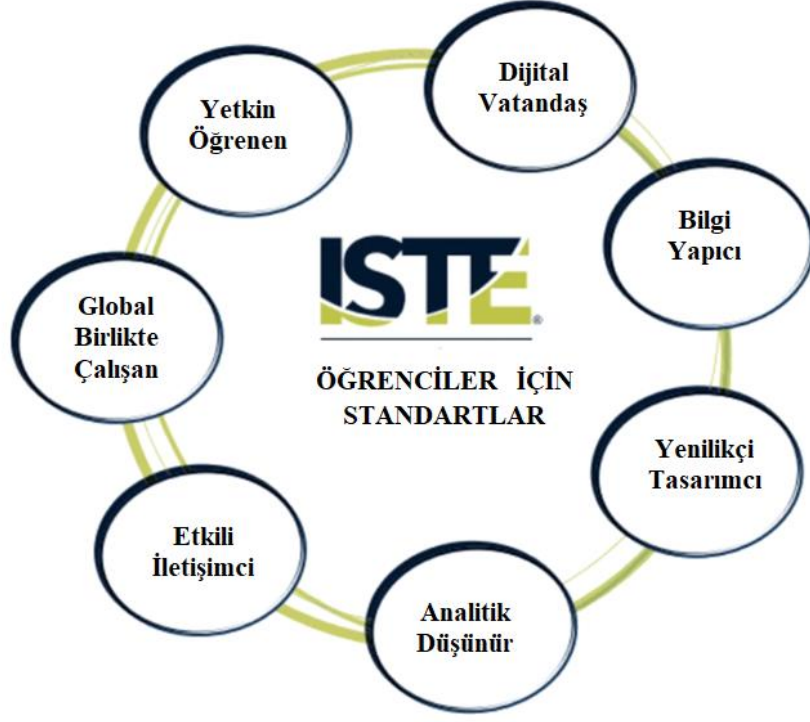 Dijital
Vatandaş
Yetkin
Öğrenen
Bilgi
Yapıcı
ISTE®
Global
Birlikte
Çalışan
ÖĞRENCİLER İÇİN
STANDARTLAR
Yenilikçi
Tasarımcı
Etkili
İletişimci
Analitik
Düşünür